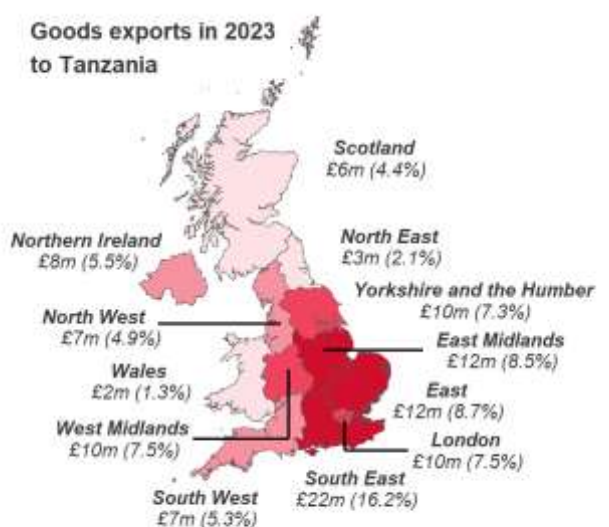 Goods exports in 2023
to Tanzania
Scotland
£6m (4.4%)
Northern Ireland
£8m (5.5%)
North East
£3m (2.1%)
Yorkshire and the Humber
£10m (7.3%)
North West
£7m (4.9%)
East Midlands
£12m (8.5%)
Wales
£2m (1.3%)
East
£12m (8.7%)
West Midlands
£10m (7.5%)
London
£10m (7.5%)
South East
£22m (16.2%)
South West
£7m (5.3%)